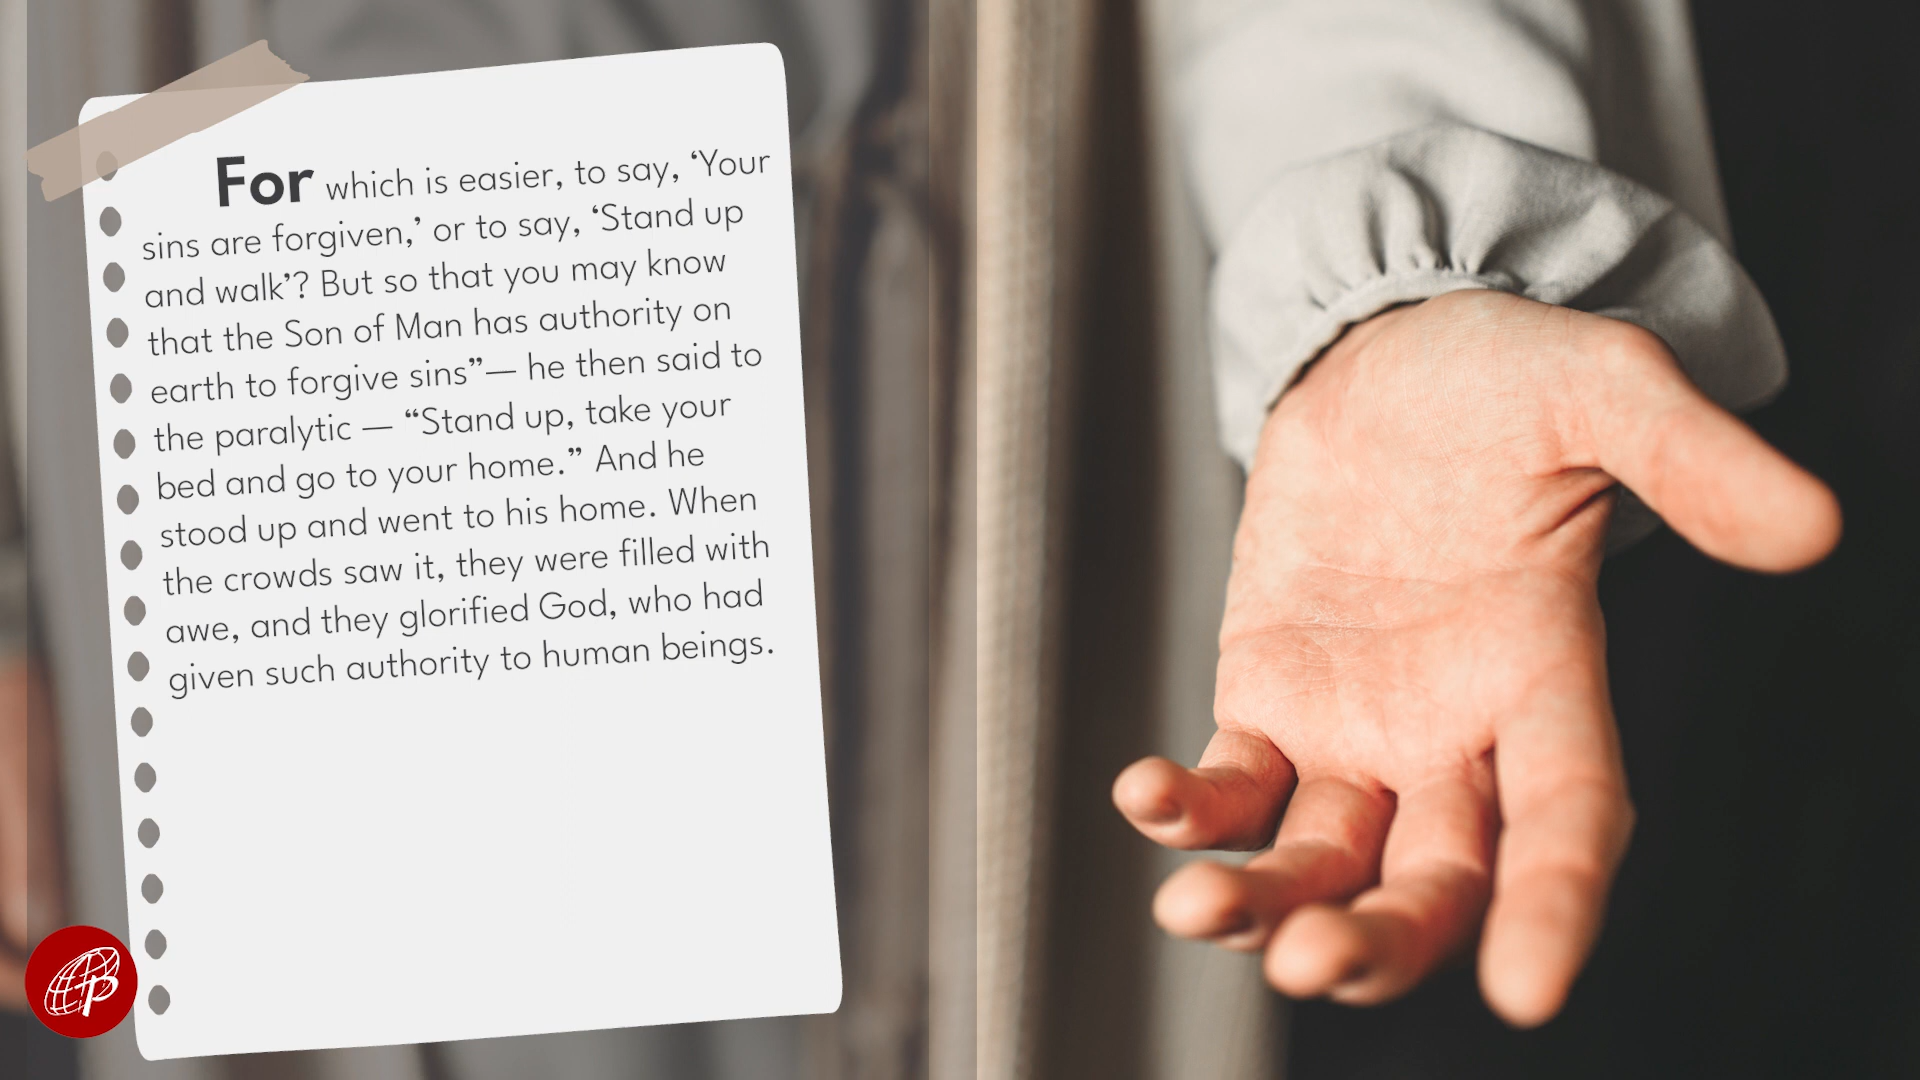 For which is easier, to say, ‘Your
sins are forgiven,’ or to say, ‘Stand up
and walk’? But so that you may know
that the Son of Man has authority on
earth to forgive sins”— he then said to
the paralytic — “Stand up, take your
bed and go to your home.” And he
stood up and went to his home. When
the crowds saw it, they were filled with
awe, and they glorified God, who had
given such authority to human beings.